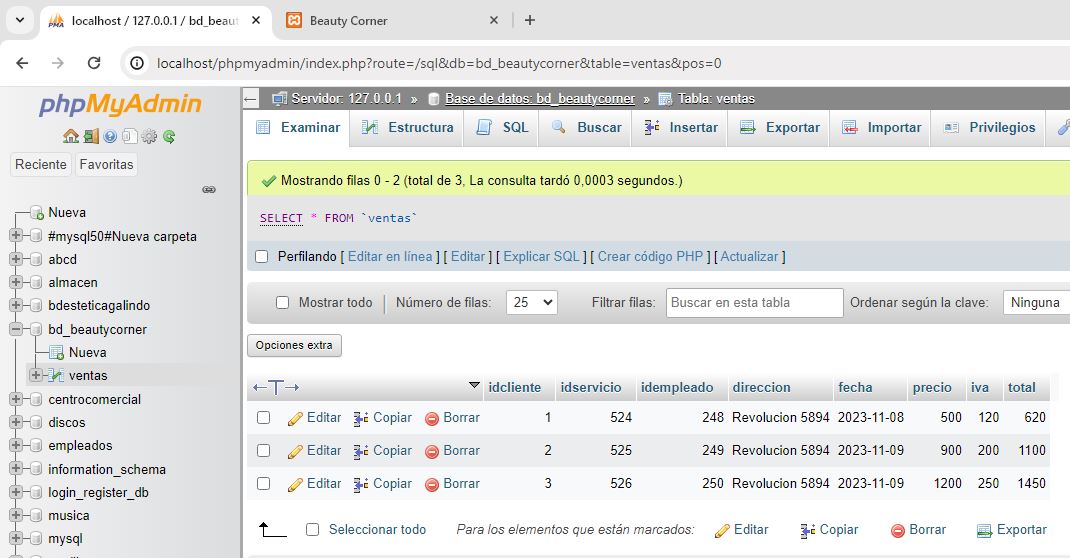 localhost / 127.0.0.1 / bd_beaut
Beauty Corner
localhost/phpmyadmin/index.php?route=/sql&db=bd_beautycorner&table=ventas&pos=0
phpMyAdmin
Reciente Favoritas
Nueva
#mysql50#Nueva carpeta
abcd
almacen
bdesteticagalindo
bd_beautycorner
Nueva
ventas
centrocomercial
discos
empleados
information_schema
login_register_db
musica
mysql
Servidor: 127.0.0.1 » Base de datos: bd_beautycorner » Tabla: ventas
Examinar Estructura SQL Buscar Insertar Exportar Importar Privilegios
Mostrando filas 0 - 2 (total de 3, La consulta tardó 0,0003 segundos.)
SELECT * FROM `ventas`
Perfilando [ Editar en línea ] [ Editar ] [ Explicar SQL ] [ Crear código PHP ] [ Actualizar ]
Mostrar todo Número de filas: 25 Filtrar filas: Buscar en esta tabla Ordenar según la clave: Ninguna
Opciones extra
←T→ idcliente idservicio idempleado direccion fecha precio iva total
Editar Copiar Borrar 1 524 248 Revolucion 5894 2023-11-08 500 120 620
Editar Copiar Borrar 2 525 249 Revolucion 5894 2023-11-09 900 200 1100
Editar Copiar Borrar 3 526 250 Revolucion 5894 2023-11-09 1200 250 1450
Seleccionar todo Para los elementos que están marcados: Editar Copiar Borrar Exportar